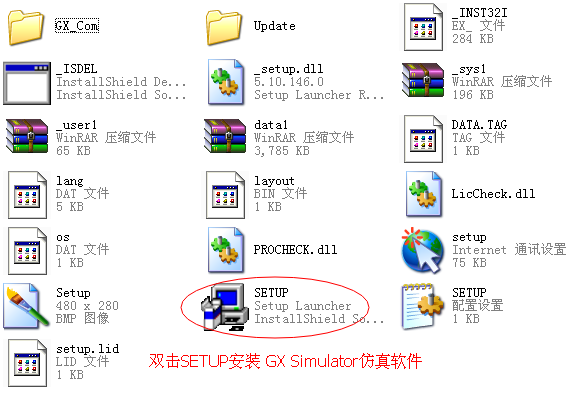 GX_Com
Update
_INST32I
EX_ 文件
284 KB
_ISDEL
InstallShield De...
InstallShield So...
_setup.dll
5.10.146.0
Setup Launcher R...
_sys1
WinRAR 压缩文件
196 KB
_user1
WinRAR 压缩文件
65 KB
data1
WinRAR 压缩文件
3,785 KB
DATA.TAG
TAG 文件
1 KB
lang
DAT 文件
5 KB
layout
BIN 文件
1 KB
LicCheck.dll
os
DAT 文件
1 KB
PROCHECK.dll
setup
Internet 通讯设置
75 KB
Setup
480 x 280
BMP 图像
SETUP
Setup Launcher
InstallShield So...
SETUP
配置设置
1 KB
setup.lid
LID 文件
1 KB
双击SETUP安装 GX Simulator仿真软件